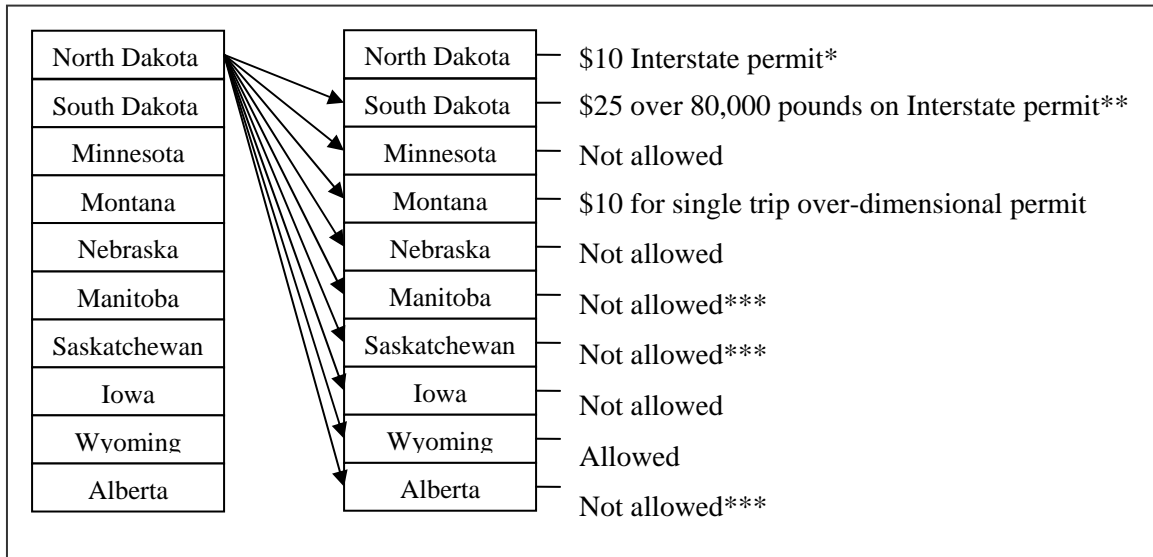 North Dakota North Dakota $10 Interstate permit*
South Dakota South Dakota $25 over 80,000 pounds on Interstate permit**
Minnesota Minnesota Not allowed
Montana Montana $10 for single trip over-dimensional permit
Nebraska Nebraska Not allowed
Manitoba Manitoba Not allowed***
Saskatchewan Saskatchewan Not allowed***
Iowa Iowa Not allowed
Wyoming Wyoming Allowed
Alberta Alberta Not allowed***